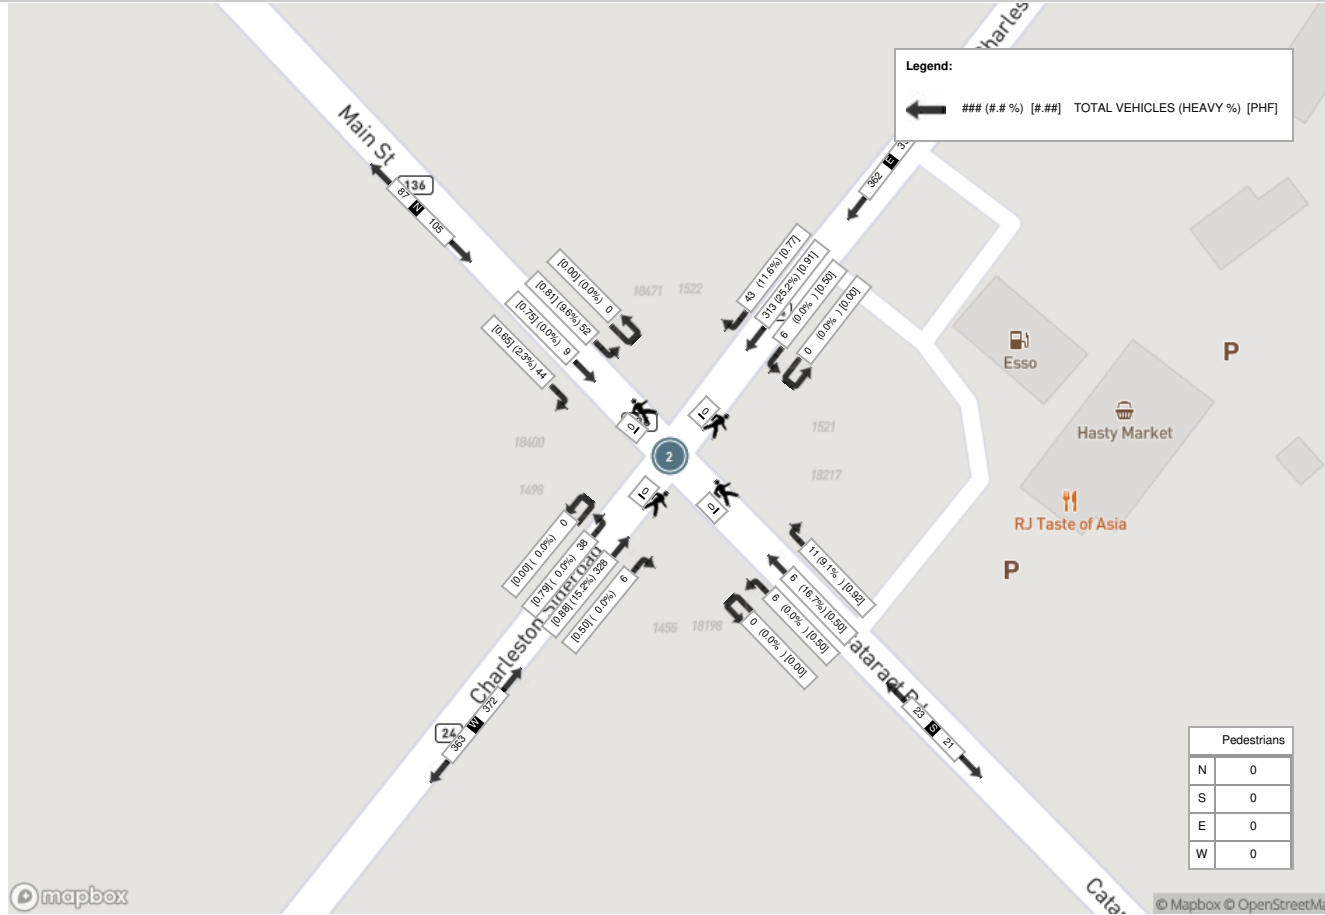 Charles
Legend:
### (#.# %) [#.##] TOTAL VEHICLES (HEAVY %) [PHF]
Main St
136
87 N 105
E
362
[0.00] (0.0%) 0
[0.81] (9.6%) 52
[0.75] (0.0%) 9
[0.65] (2.3%) 44
43 (11.6%) [0.77]
313 (25.2%) [0.91]
6 (0.0% ) [0.50]
0 (0.0% ) [0.00]
18471
1522
Esso
P
Hasty Market
RJ Taste of Asia
P
0
0
2
0
0
18400
1498
1521
18217
[0.00] ( 0.0%) 0
[0.79] ( 0.0%) 38
[0.88] (15.2%) 328
[0.50] ( 0.0%) 6
11 (9.1% ) [0.92]
6 (16.7%) [0.50]
6 (0.0% ) [0.50]
0 (0.0% ) [0.00]
1455
18198
Charleston Sideroad
24
363 W 372
23 S 21
Pedestrians
N 0
S 0
E 0
W 0
mapbox
© Mapbox © OpenStreetMa